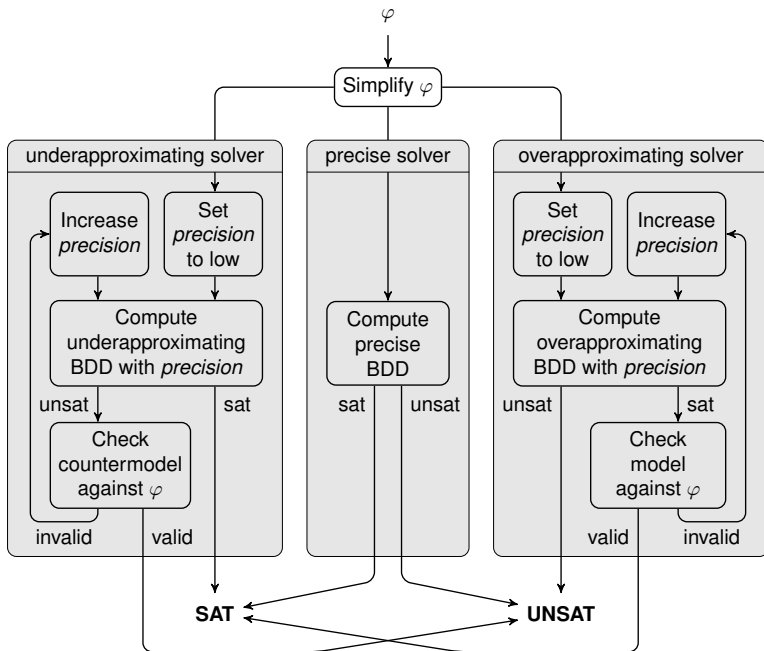 φ
Simplify φ
underapproximating solver
precise solver
overapproximating solver
Increase
precision
Set
precision
to low
Set
precision
to low
Increase
precision
Compute
underapproximating
BDD with precision
Compute
precise
BDD
Compute
overapproximating
BDD with precision
unsat
sat
sat
unsat
unsat
sat
Check
countermodel
against φ
Check
model
against φ
invalid
valid
valid
invalid
SAT
UNSAT